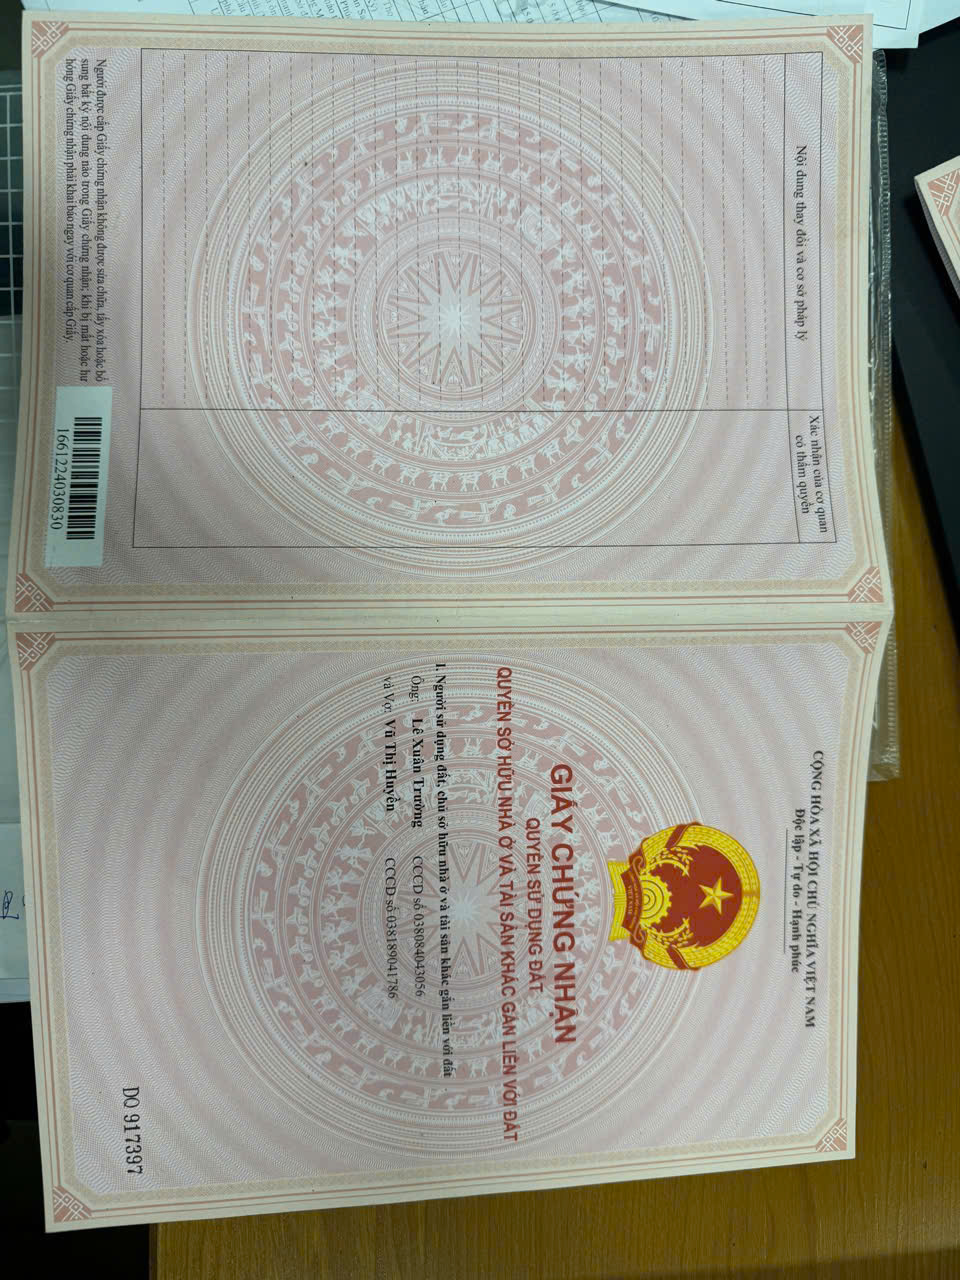 CỘNG HÒA XÃ HỘI CHỦ NGHĨA VIỆT NAM
Độc lập - Tự do - Hạnh phúc
GIẤY CHỨNG NHẬN
QUYỀN SỬ DỤNG ĐẤT
QUYỀN SỞ HỮU NHÀ Ở VÀ TÀI SẢN KHÁC GẮN LIỀN VỚI ĐẤT
I. Người sử dụng đất, chủ sở hữu nhà ở và tài sản khác gắn liền với đất
Ông: Lê Xuân Trường CCCD số 038084043056
và Vợ: Vũ Thị Huyền CCCD số 038189041786
DQ 917397
Nội dung thay đổi và cơ sở pháp lý
Xác nhận của cơ quan
có thẩm quyền
Người được cấp Giấy chứng nhận không được sửa chữa, tẩy xóa hoặc bổ
sung bất kỳ nội dung nào trong Giấy chứng nhận; khi bị mất hoặc hư
hỏng Giấy chứng nhận phải khai báo ngay với cơ quan cấp Giấy.
1661224030830